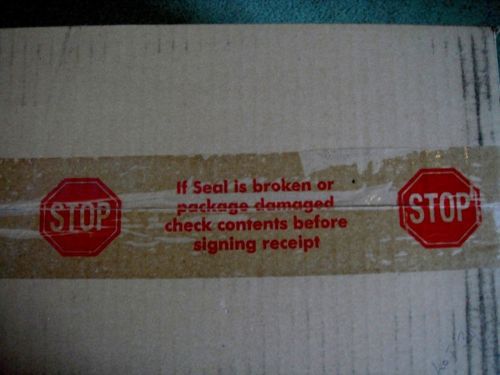 STOP
If Seal is broken or
package damaged
check contents before
signing receipt
STOP